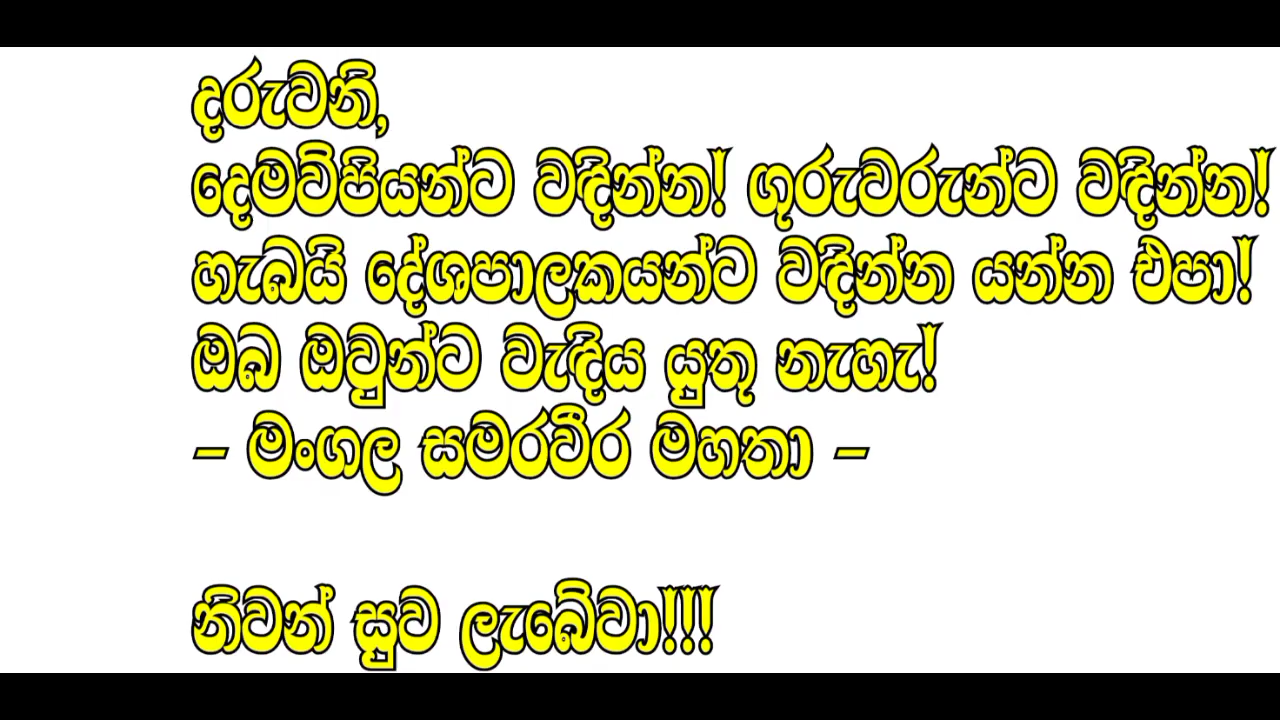 දරුවනි,
දෙමව්පියන්ට වඳින්න! ගුරුවරුන්ට වඳින්න!
හැබයි දේශපාලකයන්ට වඳින්න යන්න එපා!
ඔබ ඔවුන්ට වැඳිය යුතු නැහැ!
– මංගල සමරවීර මහතා –
නිවන් සුව ලැබේවා!!!